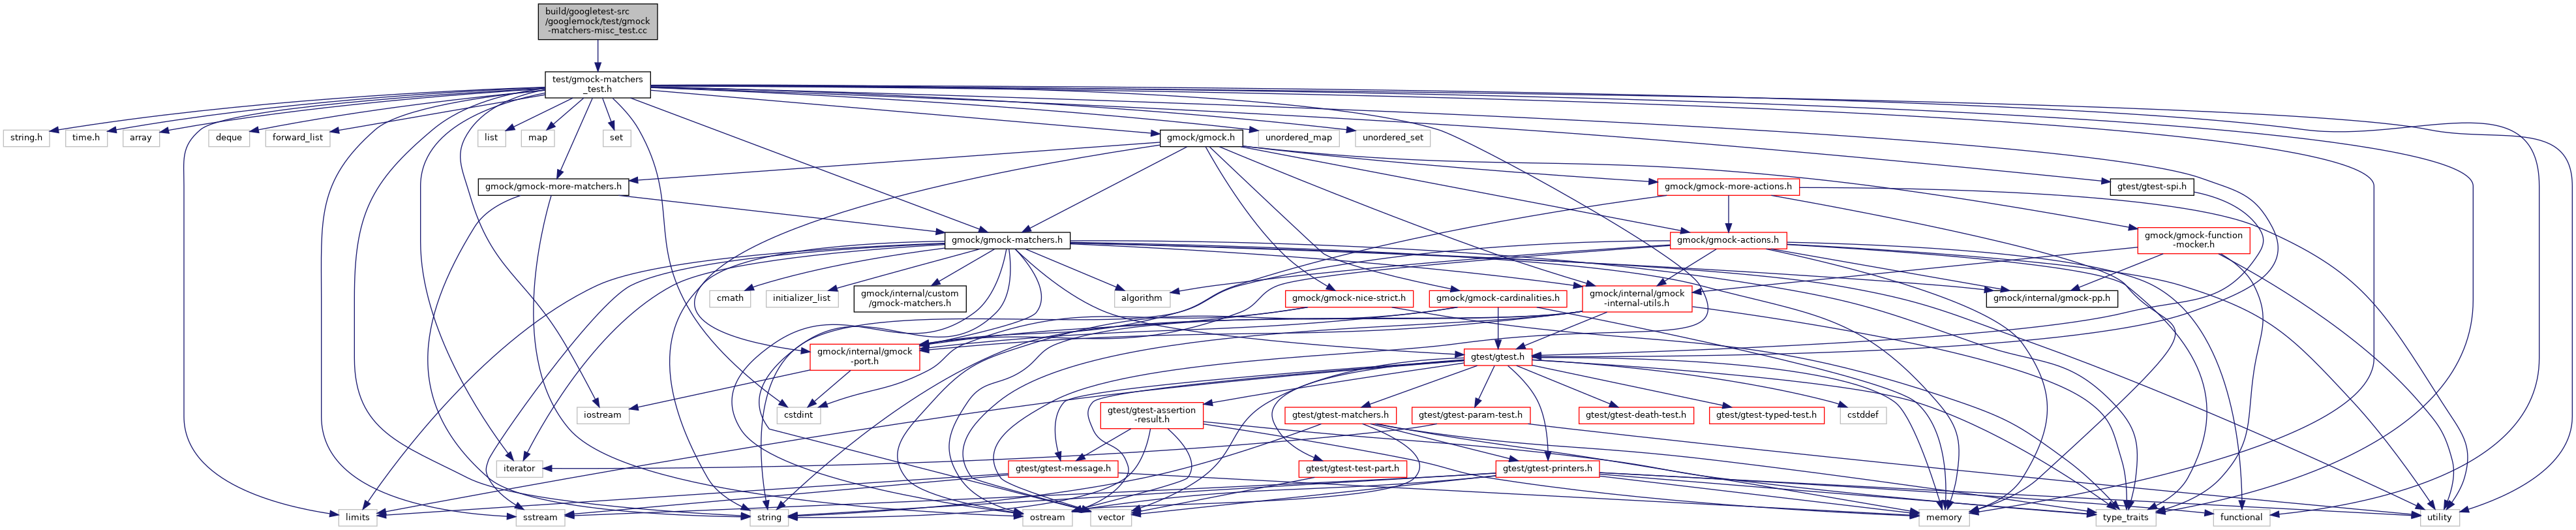 build/googletest-src
/googlemock/test/gmock
-matchers-misc_test.cc
test/gmock-matchers
_test.h
string.h
time.h
array
deque
forward_list
list
map
set
gmock/gmock.h
unordered_map
unordered_set
gmock/gmock-more-matchers.h
gmock/gmock-more-actions.h
gtest/gtest-spi.h
gmock/gmock-matchers.h
gmock/gmock-actions.h
gmock/gmock-function
-mocker.h
cmath
initializer_list
gmock/internal/custom
/gmock-matchers.h
algorithm
gmock/gmock-nice-strict.h
gmock/gmock-cardinalities.h
gmock/internal/gmock
-internal-utils.h
gmock/internal/gmock-pp.h
gmock/internal/gmock
-port.h
gtest/gtest.h
iostream
cstdint
gtest/gtest-assertion
-result.h
gtest/gtest-matchers.h
gtest/gtest-param-test.h
gtest/gtest-death-test.h
gtest/gtest-typed-test.h
cstddef
iterator
gtest/gtest-message.h
gtest/gtest-test-part.h
gtest/gtest-printers.h
limits
sstream
string
ostream
vector
memory
type_traits
functional
utility